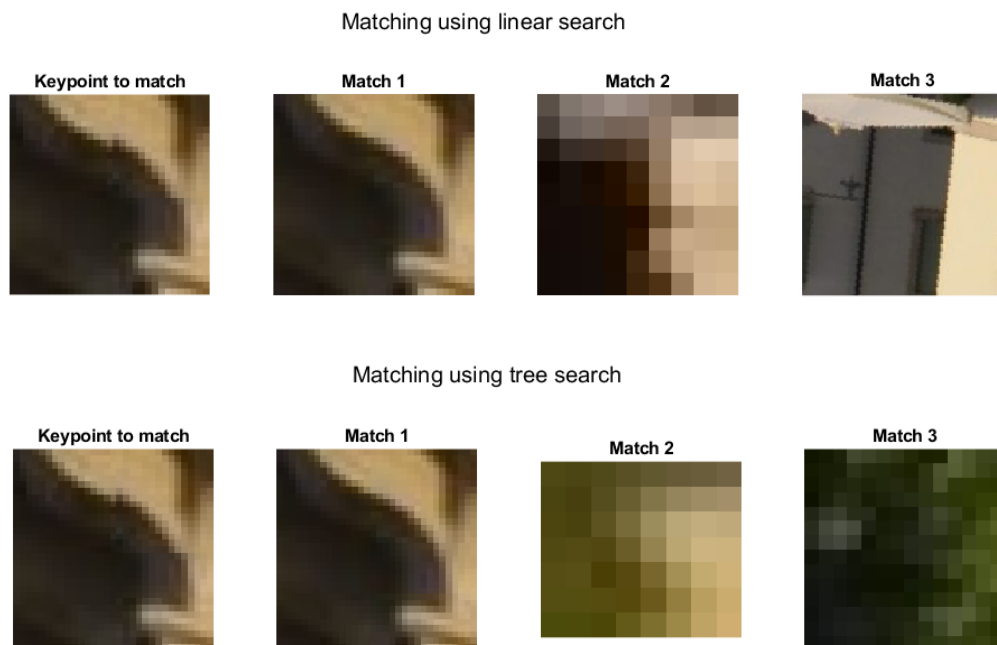 Matching using linear search
Keypoint to match
Match 1
Match 2
Match 3
Matching using tree search
Keypoint to match
Match 1
Match 2
Match 3